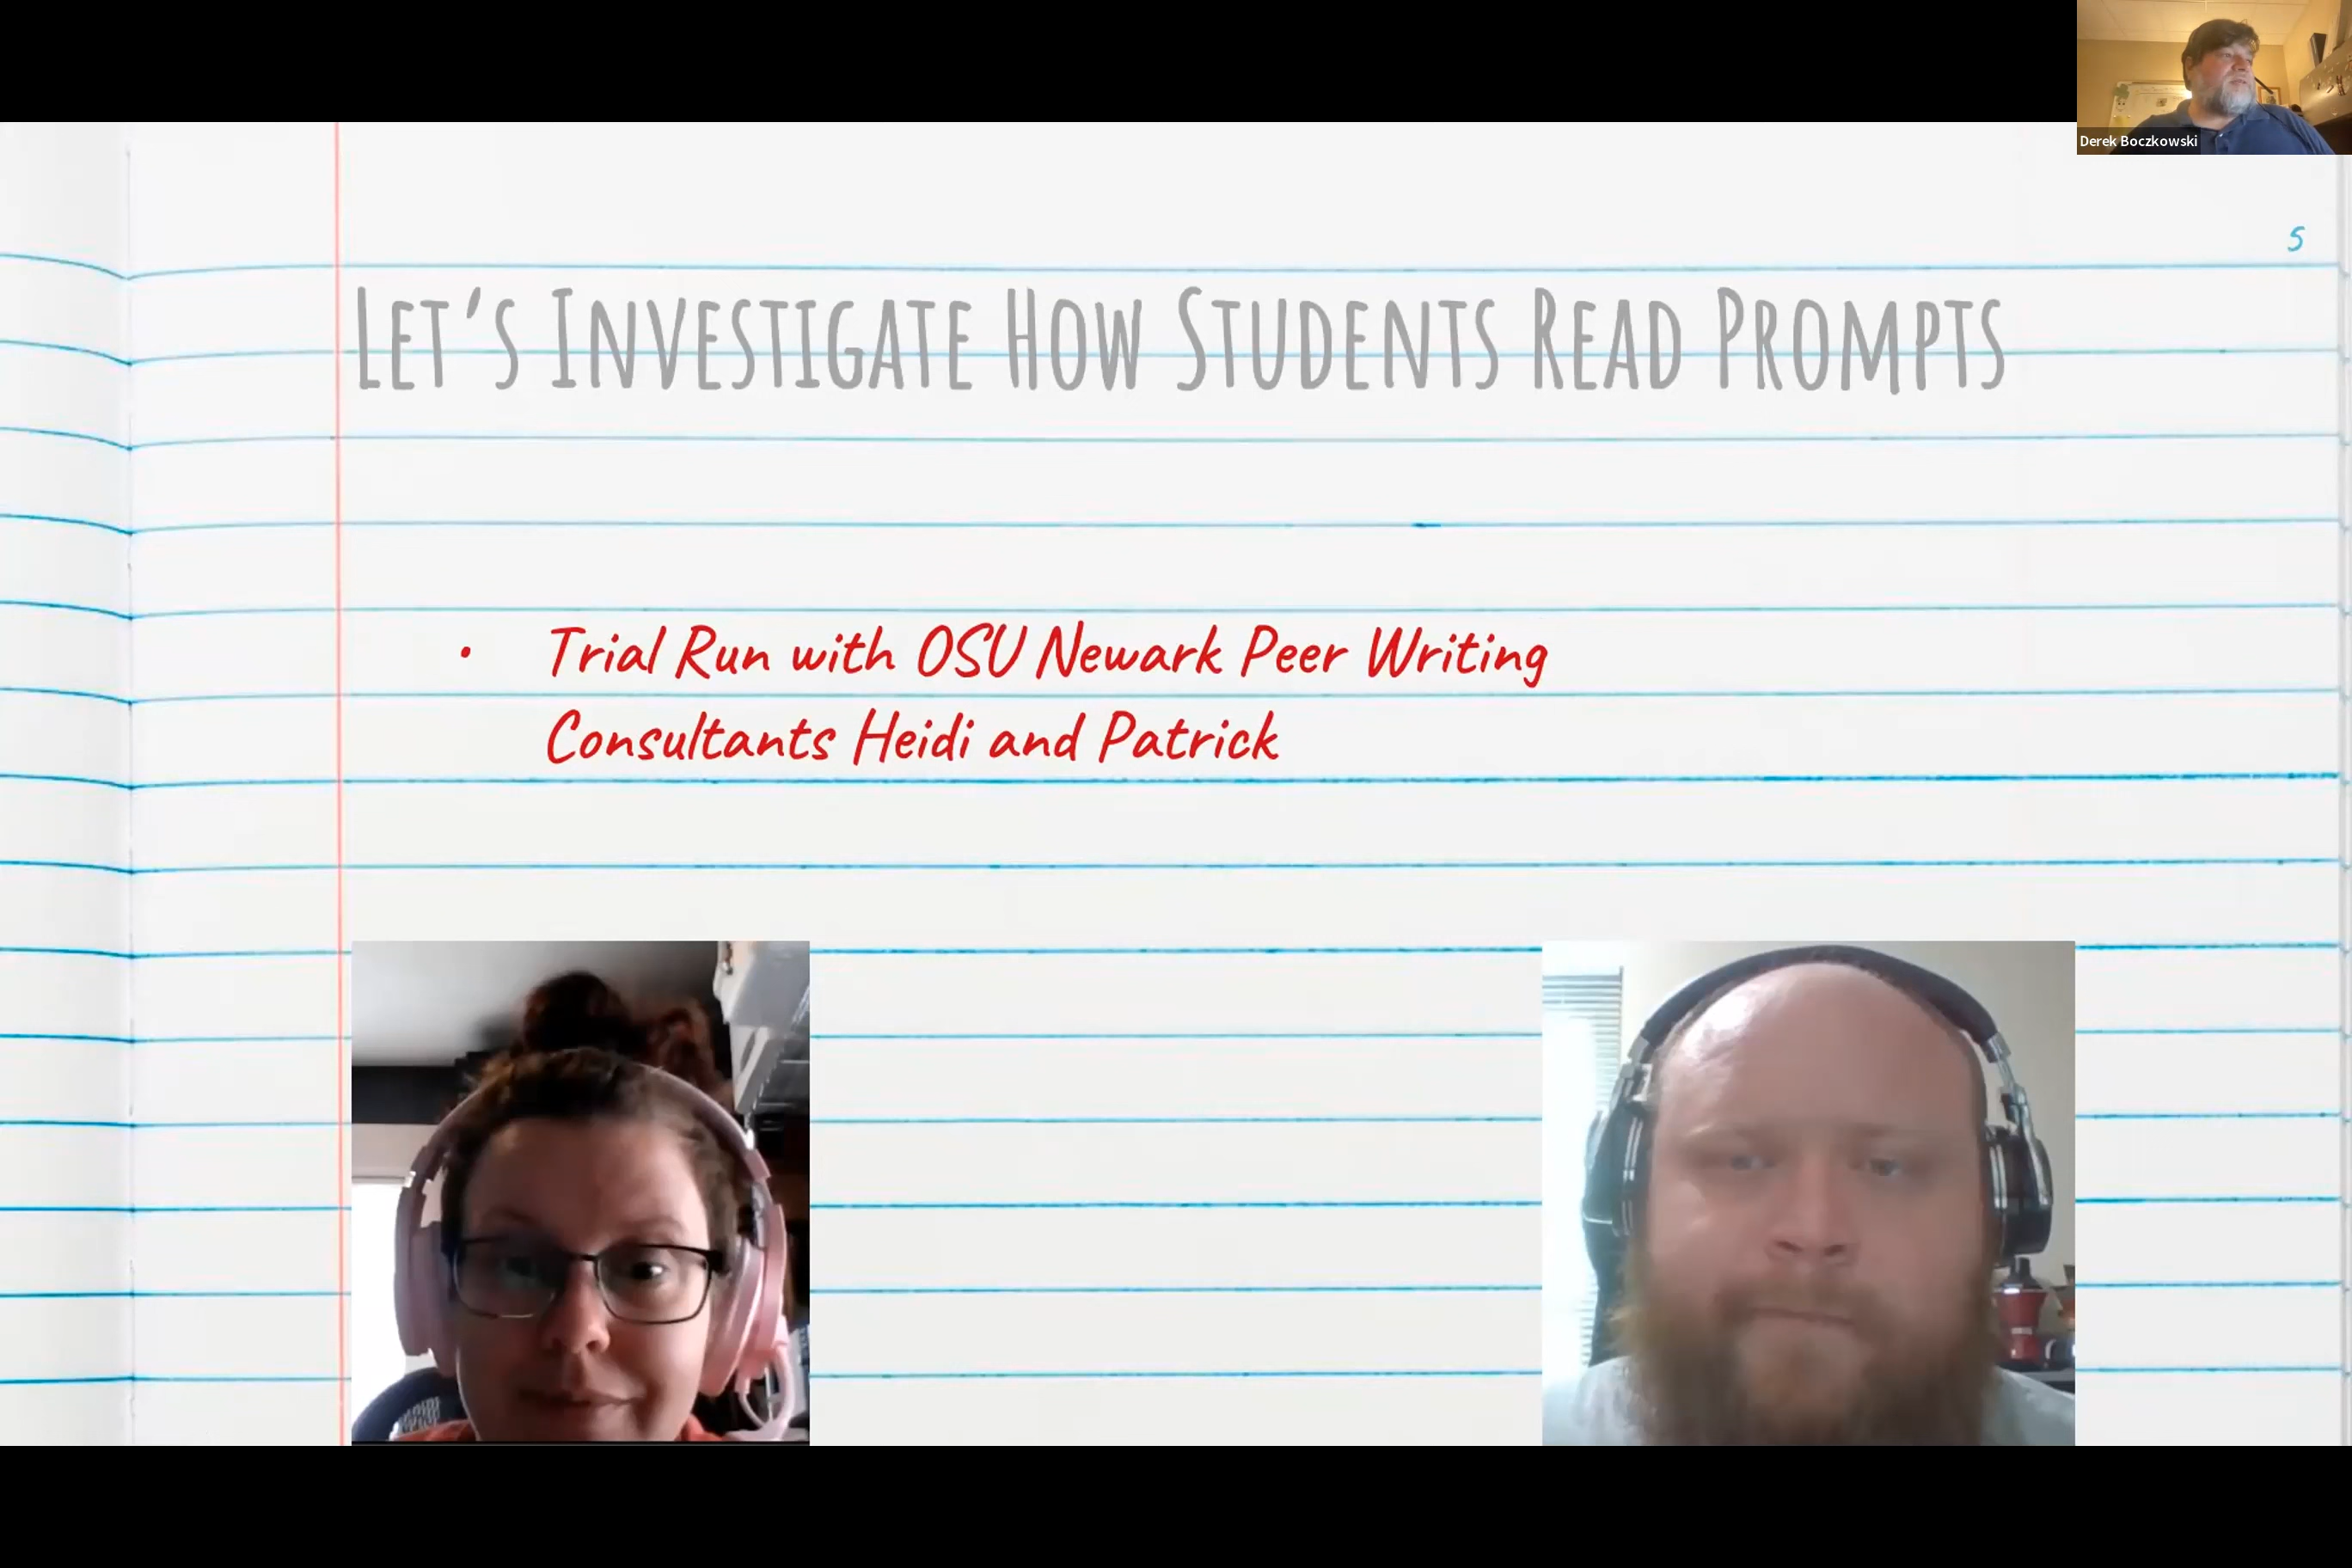 Derek Boczkowski
5
Let's Investigate How Students Read Prompts
• Trial Run with OSU Newark Peer Writing
Consultants Heidi and Patrick